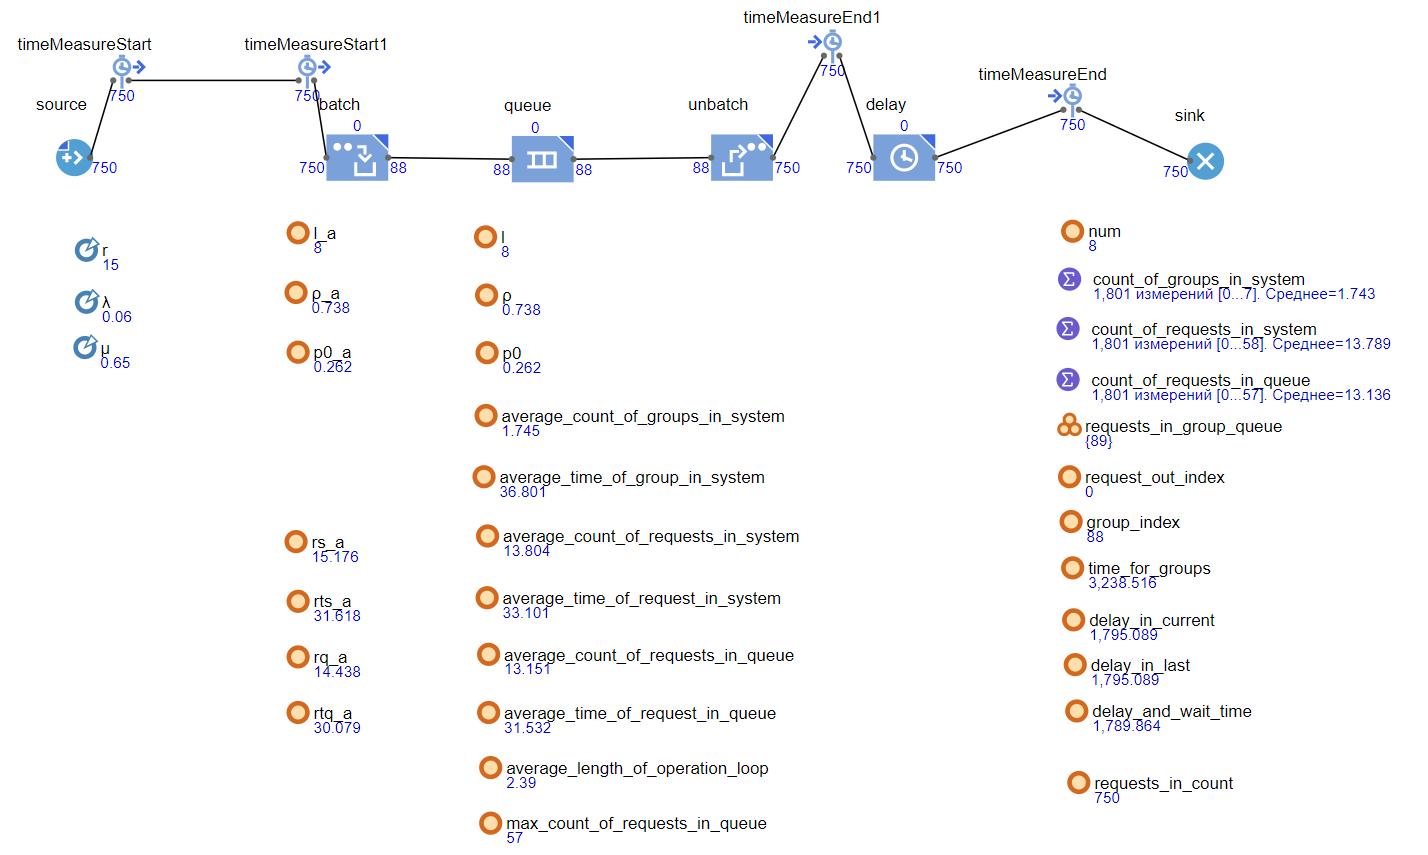 timeMeasureEnd1
timeMeasureStart
timeMeasureStart1
750
timeMeasureEnd
750
750
source
batch
queue
unbatch
delay
750
sink
0
0
0
750
750
88
88
88
88
750
750
750
750
l_a
8
l
8
num
8
r
15
count_of_groups_in_system
1,801 измерений [0...7]. Среднее=1.743
ρ_a
0.738
ρ
0.738
λ
0.06
count_of_requests_in_system
1,801 измерений [0...58]. Среднее=13.789
μ
0.65
p0_a
0.262
p0
0.262
count_of_requests_in_queue
1,801 измерений [0...57]. Среднее=13.136
average_count_of_groups_in_system
1.745
requests_in_group_queue
{89}
average_time_of_group_in_system
36.801
request_out_index
0
group_index
88
rs_a
15.176
average_count_of_requests_in_system
13.804
time_for_groups
3,238.516
rts_a
31.618
average_time_of_request_in_system
33.101
delay_in_current
1,795.089
rq_a
14.438
average_count_of_requests_in_queue
13.151
delay_in_last
1,795.089
rtq_a
30.079
average_time_of_request_in_queue
31.532
delay_and_wait_time
1,789.864
average_length_of_operation_loop
2.39
requests_in_count
750
max_count_of_requests_in_queue
57